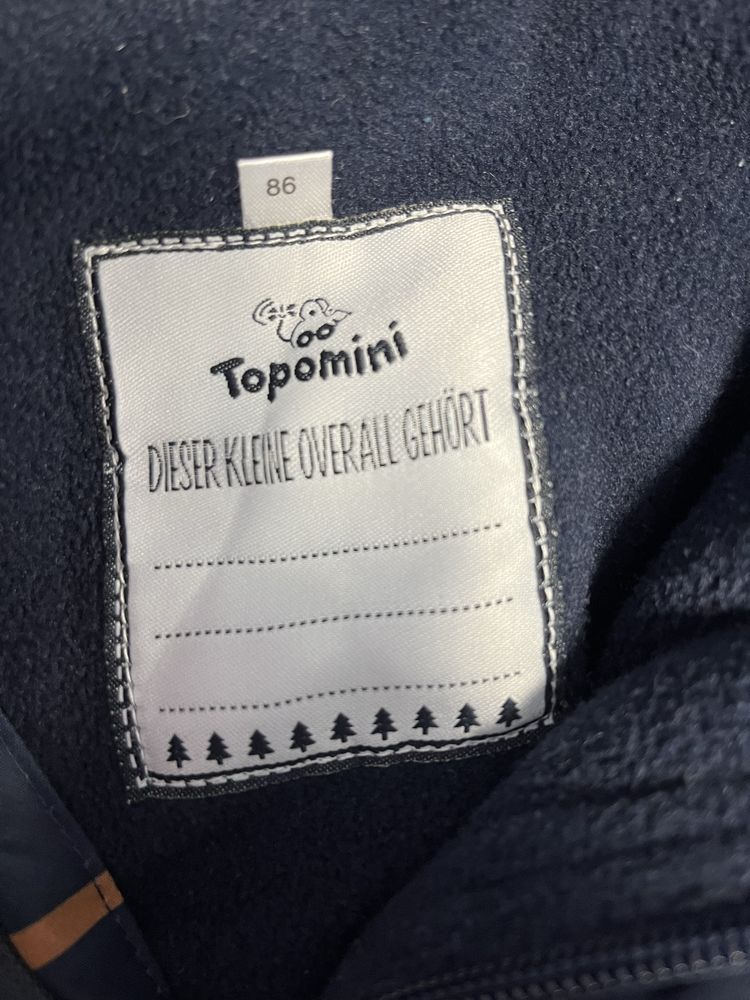 86
Topomini
DIESER KLEINE OVERALL GEHÖRT